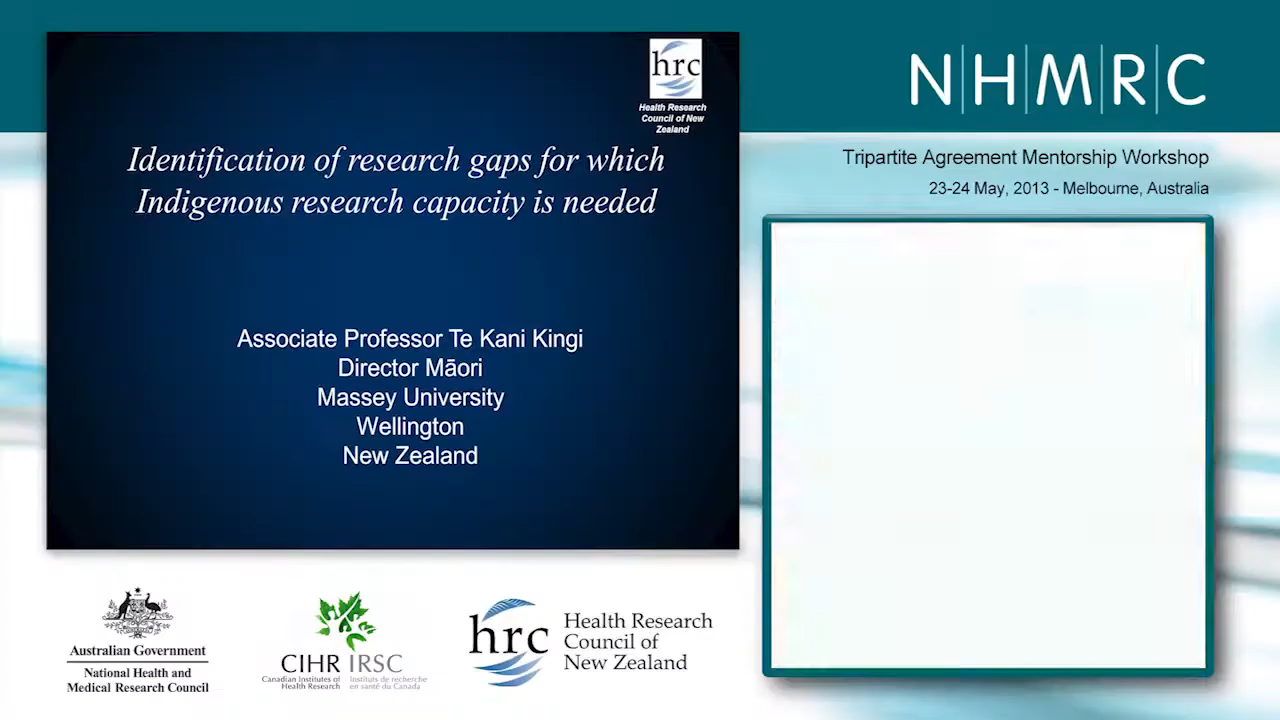 hrc
Health Research
Council of New
Zealand
Identification of research gaps for which
Indigenous research capacity is needed
Associate Professor Te Kani Kingi
Director Māori
Massey University
Wellington
New Zealand
NHMRC
Tripartite Agreement Mentorship Workshop
23-24 May, 2013 - Melbourne, Australia
Australian Government
National Health and
Medical Research Council
CIHR IRSC
Canadian Institutes of
Health Research
Instituts de recherche
en santé du Canada
hrc
Health Research
Council of
New Zealand